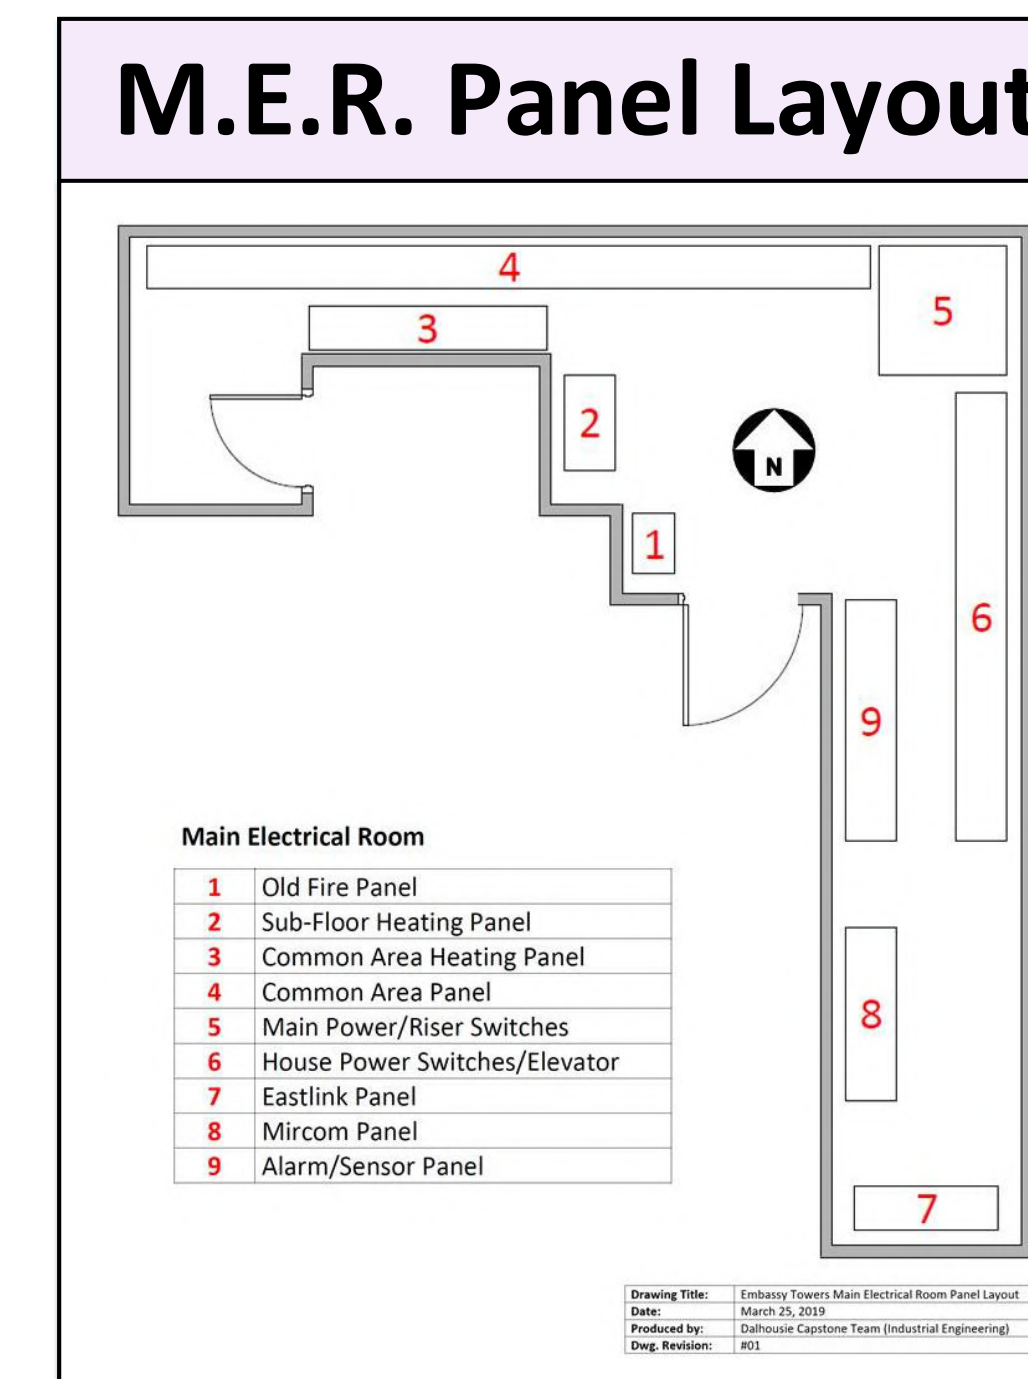 M.E.R. Panel Layout
4
5
3
2
N
1
6
9
8
7
Main Electrical Room
1 Old Fire Panel
2 Sub-Floor Heating Panel
3 Common Area Heating Panel
4 Common Area Panel
5 Main Power/Riser Switches
6 House Power Switches/Elevator
7 Eastlink Panel
8 Mircom Panel
9 Alarm/Sensor Panel
Drawing Title: Embassy Towers Main Electrical Room Panel Layout
Date: March 25, 2019
Produced by: Dalhousie Capstone Team (Industrial Engineering)
Dwg. Revision: #01